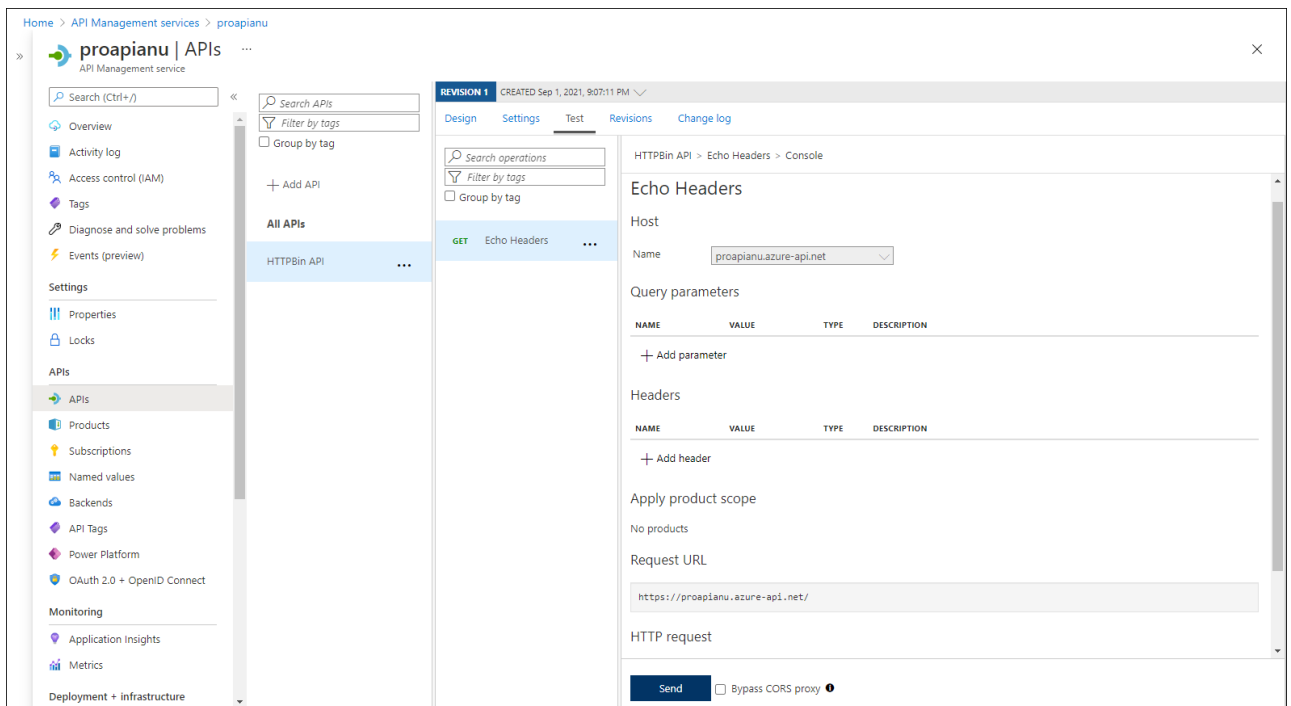 Home > API Management services > proapianu
»
proapianu | APIs ...
API Management service
Search (Ctrl+/)
«
Overview
Activity log
Access control (IAM)
Tags
Diagnose and solve problems
Events (preview)
Settings
Properties
Locks
APIs
APIs
Products
Subscriptions
Named values
Backends
API Tags
Power Platform
OAuth 2.0 + OpenID Connect
Monitoring
Application Insights
Metrics
Deployment + infrastructure
Search APIs
Filter by tags
Group by tag
+ Add API
All APIs
HTTPBin API ...
REVISION 1 CREATED Sep 1, 2021, 9:07:11 PM
Design Settings Test Revisions Change log
Search operations
Filter by tags
Group by tag
GET Echo Headers ...
HTTPBin API > Echo Headers > Console
Echo Headers
Host
Name proapianu.azure-api.net
Query parameters
NAME VALUE TYPE DESCRIPTION
+ Add parameter
Headers
NAME VALUE TYPE DESCRIPTION
+ Add header
Apply product scope
No products
Request URL
https://proapianu.azure-api.net/
HTTP request
Send Bypass CORS proxy